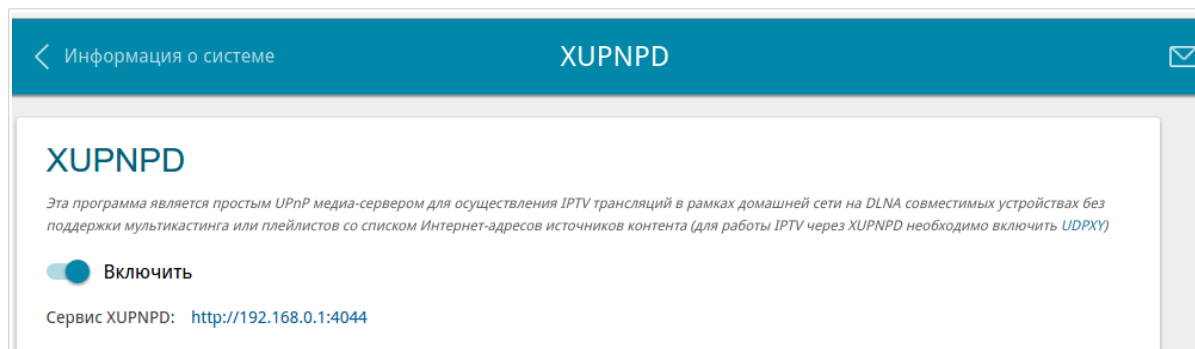 Информация о системе XUPNPD
XUPNPD
Эта программа является простым UPnP медиа-сервером для осуществления IPTV трансляций в рамках домашней сети на DLNA совместимых устройствах без
поддержки мультикастинга или плейлистов со списком Интернет-адресов источников контента (для работы IPTV через XUPNPD необходимо включить UDPXY)
Включить
Сервис XUPNPD: http://192.168.0.1:4044